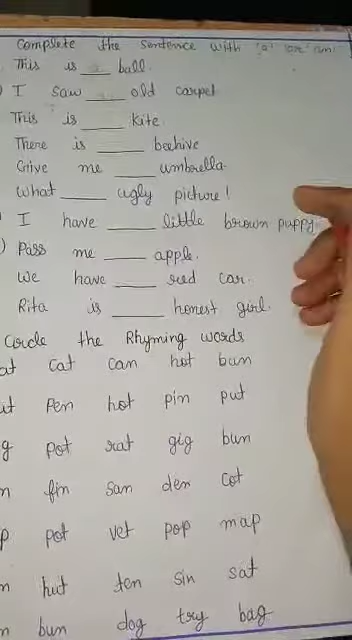 Complete the sentence with 'a' or an
This is ___ ball.
I saw ___ old carpet
This is ___ kite.
There is ___ beehive
Give me ___ umbrella.
What ___ ugly picture!
I have ___ little brown puppy.
) Pass me ___ apple.
We have ___ red car.
Rita is ___ honest girl.
Circle the Rhyming words
at cat can hot bun
ut pen hot pin put
g pot rat gig bun
n fin san den cot
p pot vet pop map
n hut ten sin sat
n bun dog try bag